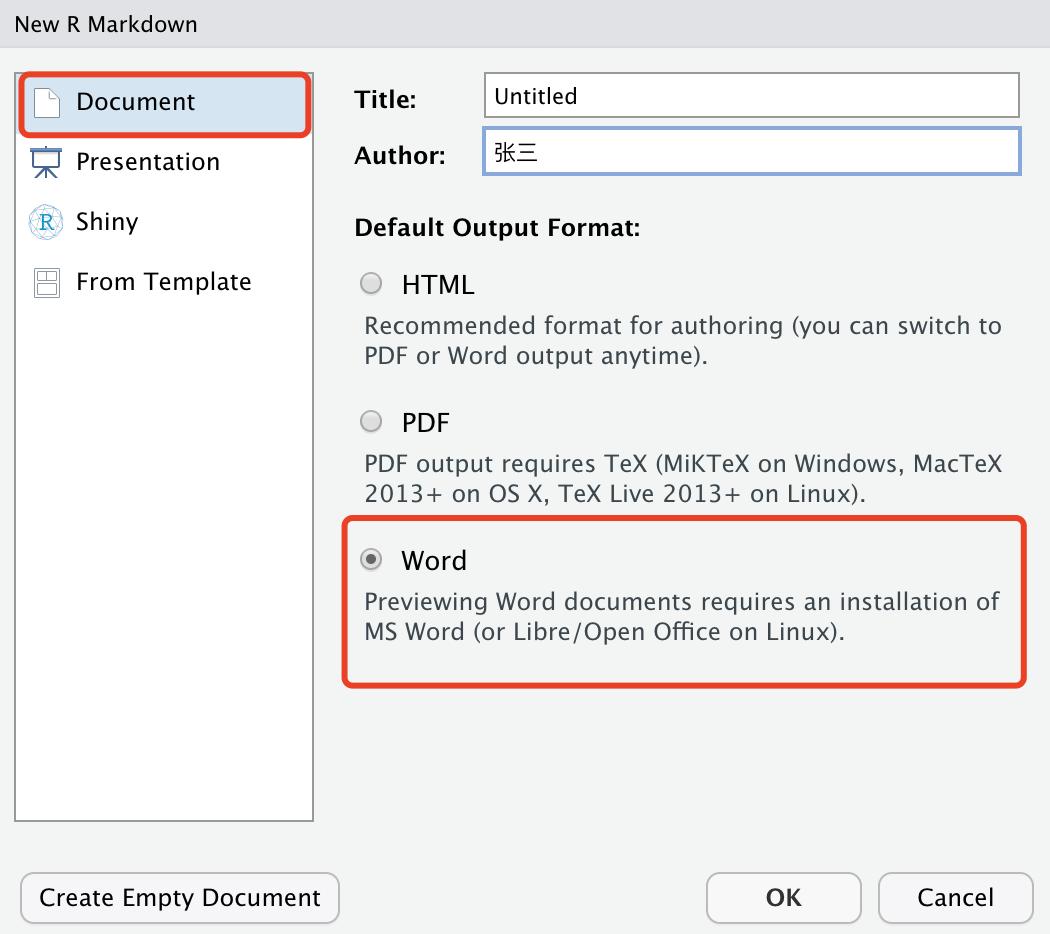 New R Markdown
Document
Presentation
Shiny
From Template
Title:
Untitled
Author:
张三
Default Output Format:
HTML
Recommended format for authoring (you can switch to
PDF or Word output anytime).
PDF
PDF output requires TeX (MiKTeX on Windows, MacTeX
2013+ on OS X, TeX Live 2013+ on Linux).
Word
Previewing Word documents requires an installation of
MS Word (or Libre/Open Office on Linux).
Create Empty Document
OK
Cancel